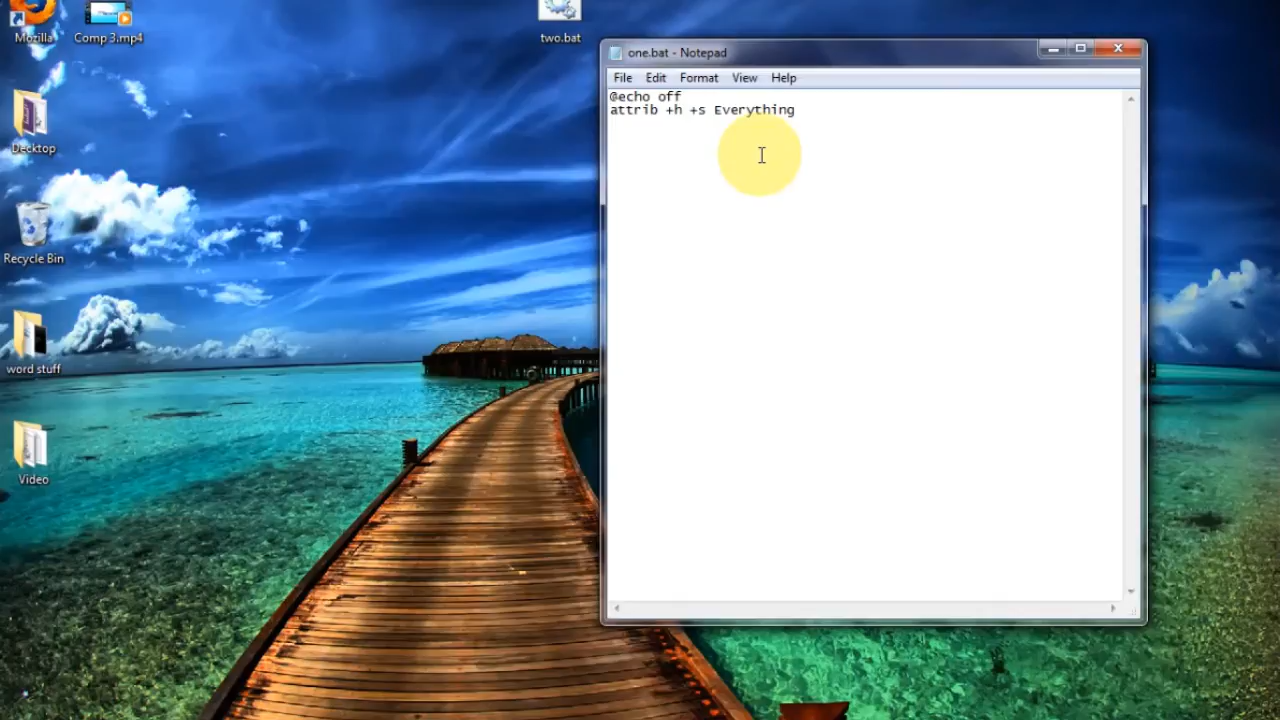 Mozilla
Comp 3.mp4
two.bat
Decktop
Recycle Bin
word stuff
Video
one.bat - Notepad
File Edit Format View Help
@echo off
attrib +h +s Everything